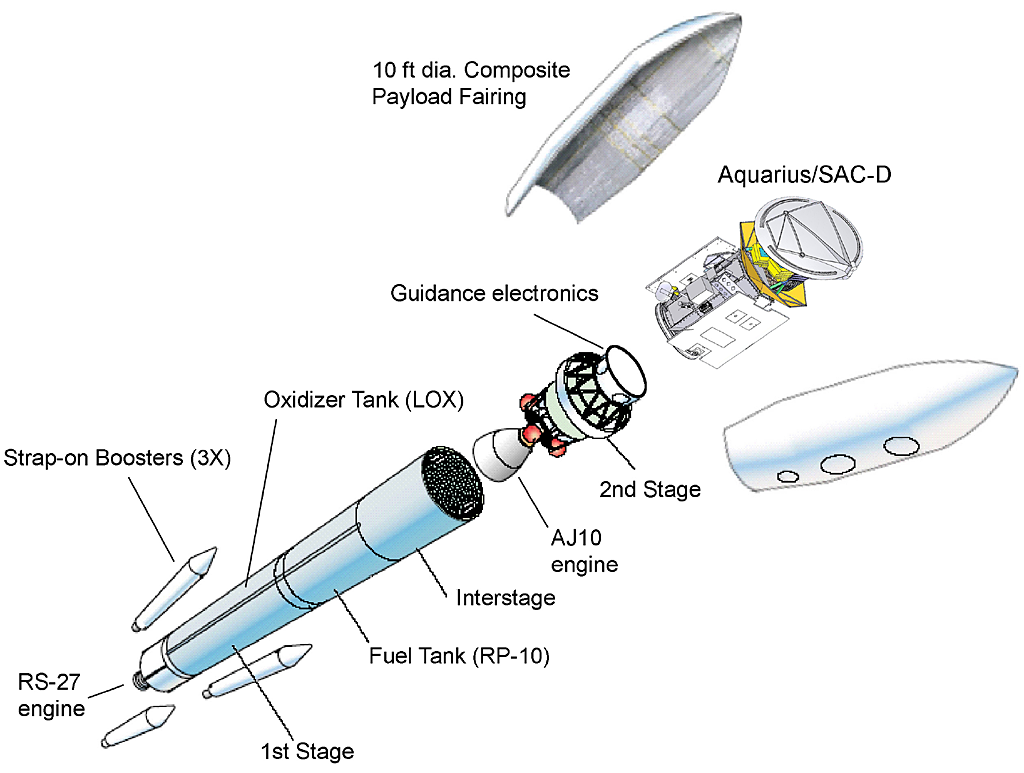 10 ft dia. Composite
Payload Fairing
Aquarius/SAC-D
Guidance electronics
Oxidizer Tank (LOX)
Strap-on Boosters (3X)
2nd Stage
AJ10
engine
Interstage
Fuel Tank (RP-10)
RS-27
engine
1st Stage